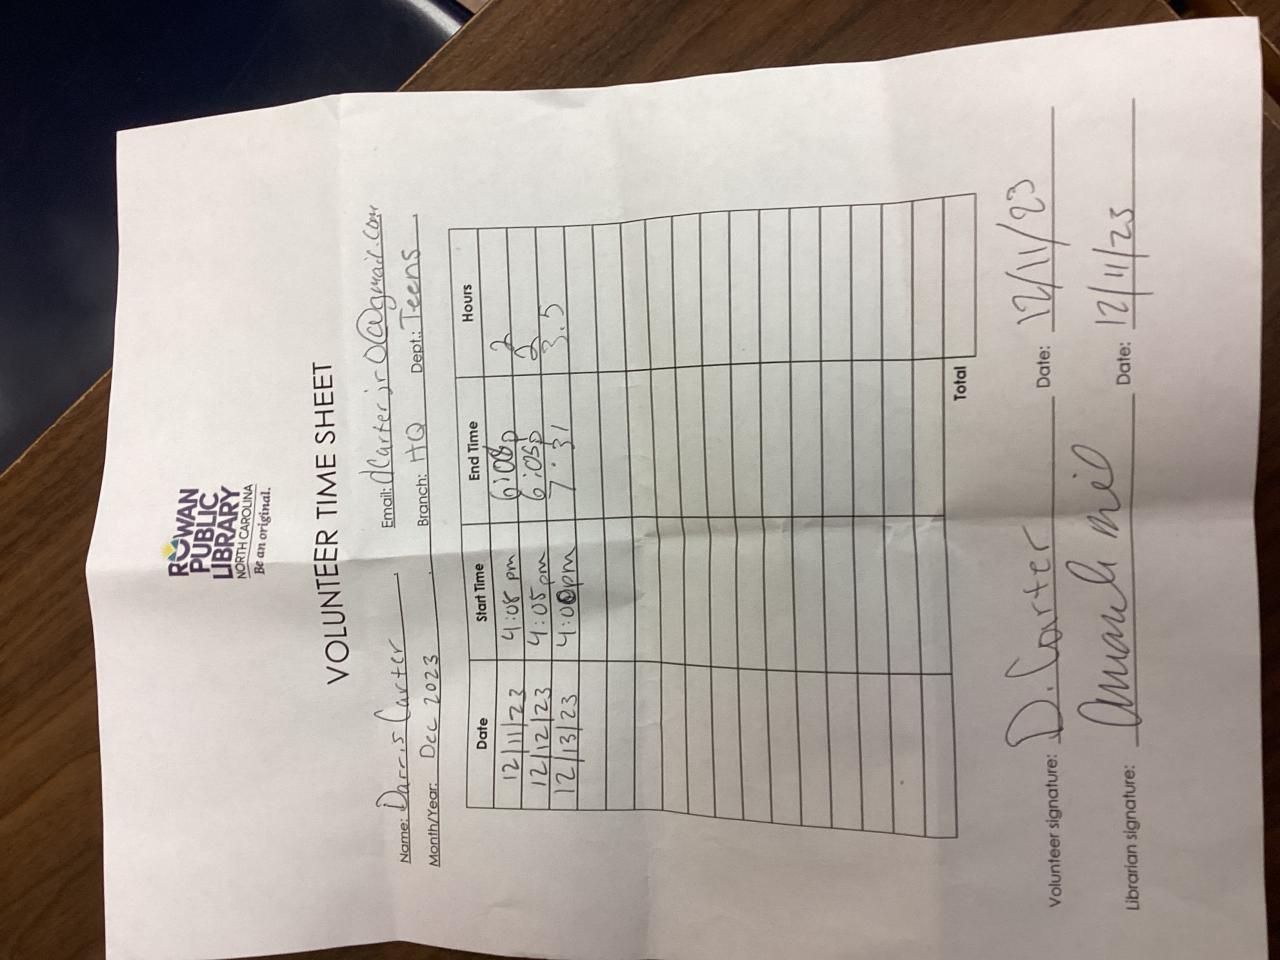 ROWAN
PUBLIC
LIBRARY
NORTH CAROLINA
Be an original.
VOLUNTEER TIME SHEET
Name: Darris Carter Email: dcarterjr0@gmail.com
Month/Year: Dec 2023 Branch: HQ Dept.: Teens
Date Start Time End Time Hours
12/11/23 4:08 pm 6:08p 2
12/12/23 4:05 pm 6:05p 2
12/13/23 4:00pm 7:31 3.5
Total
Volunteer signature: D. Carter Date: 12/11/23
Librarian signature: Date: 12/11/23